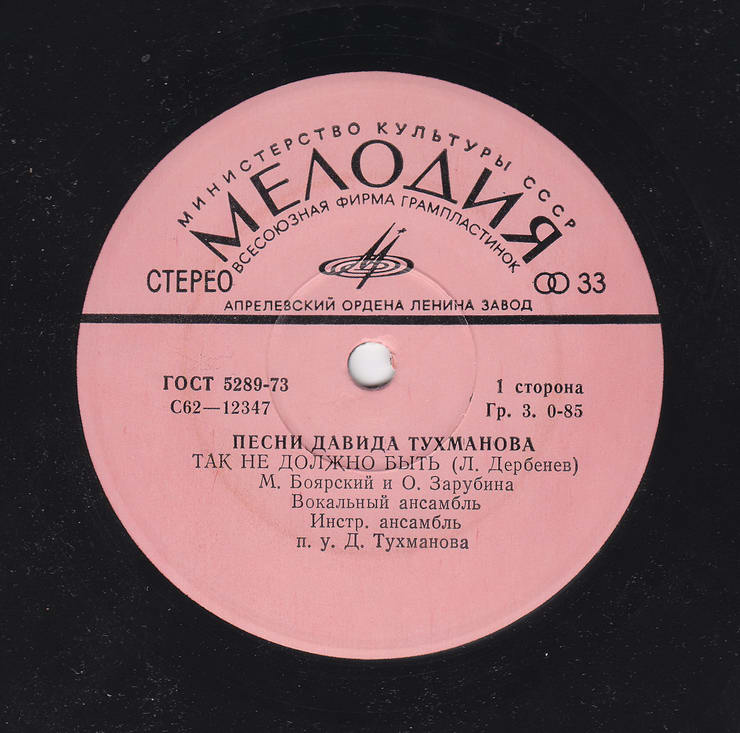 МИНИСТЕРСТВО КУЛЬТУРЫ СССР
МЕЛОДИЯ
ВСЕСОЮЗНАЯ ФИРМА ГРАМПЛАСТИНОК
СТЕРЕО 33
АПРЕЛЕВСКИЙ ОРДЕНА ЛЕНИНА ЗАВОД
ГОСТ 5289-73 1 сторона
С62—12347 Гр. 3. 0-85
ПЕСНИ ДАВИДА ТУХМАНОВА
ТАК НЕ ДОЛЖНО БЫТЬ (Л. Дербенев)
М. Боярский и О. Зарубина
Вокальный ансамбль
Инстр. ансамбль
п. у. Д. Тухманова